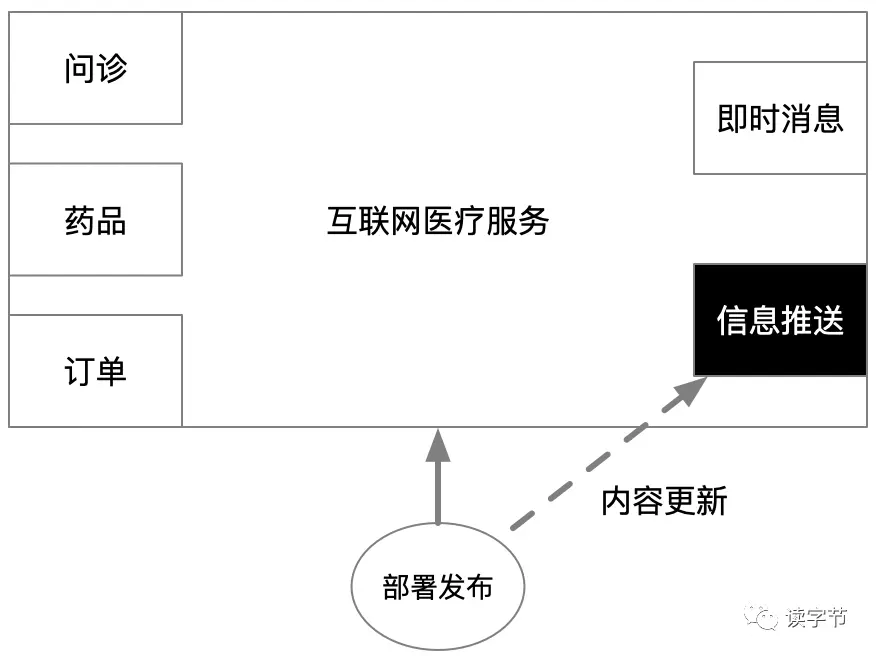 问诊
即时消息
药品
互联网医疗服务
信息推送
订单
内容更新
部署发布
读字节